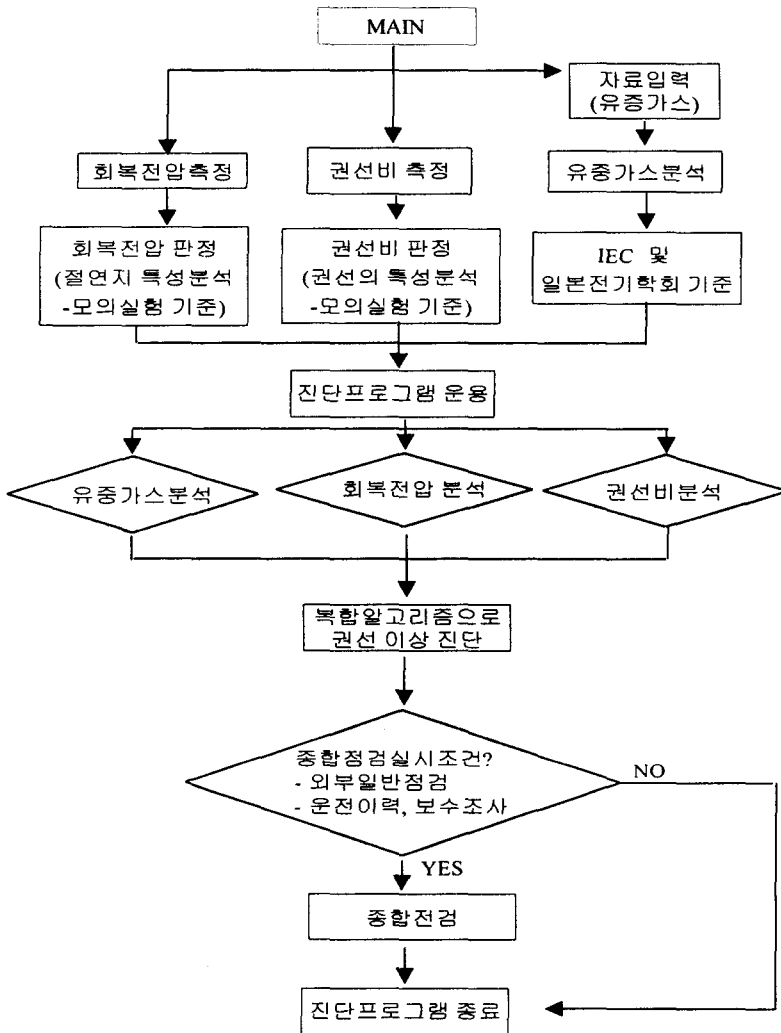 MAIN
자료입력
(유증가스)
회복전압측정
권선비 측정
유중가스분석
회복전압 판정
(절연지 특성분석
-모의실험 기준)
권선비 판정
(권선의 특성분석
-모의실험 기준)
IEC 및
일본전기학회 기준
진단프로그램 운용
유중가스분석
회복전압 분석
권선비분석
복합알고리즘으로
권선 이상 진단
종합점검실시조건?
- 외부일반점검
- 운전이력, 보수조사
NO
YES
종합전검
진단프로그램 종료